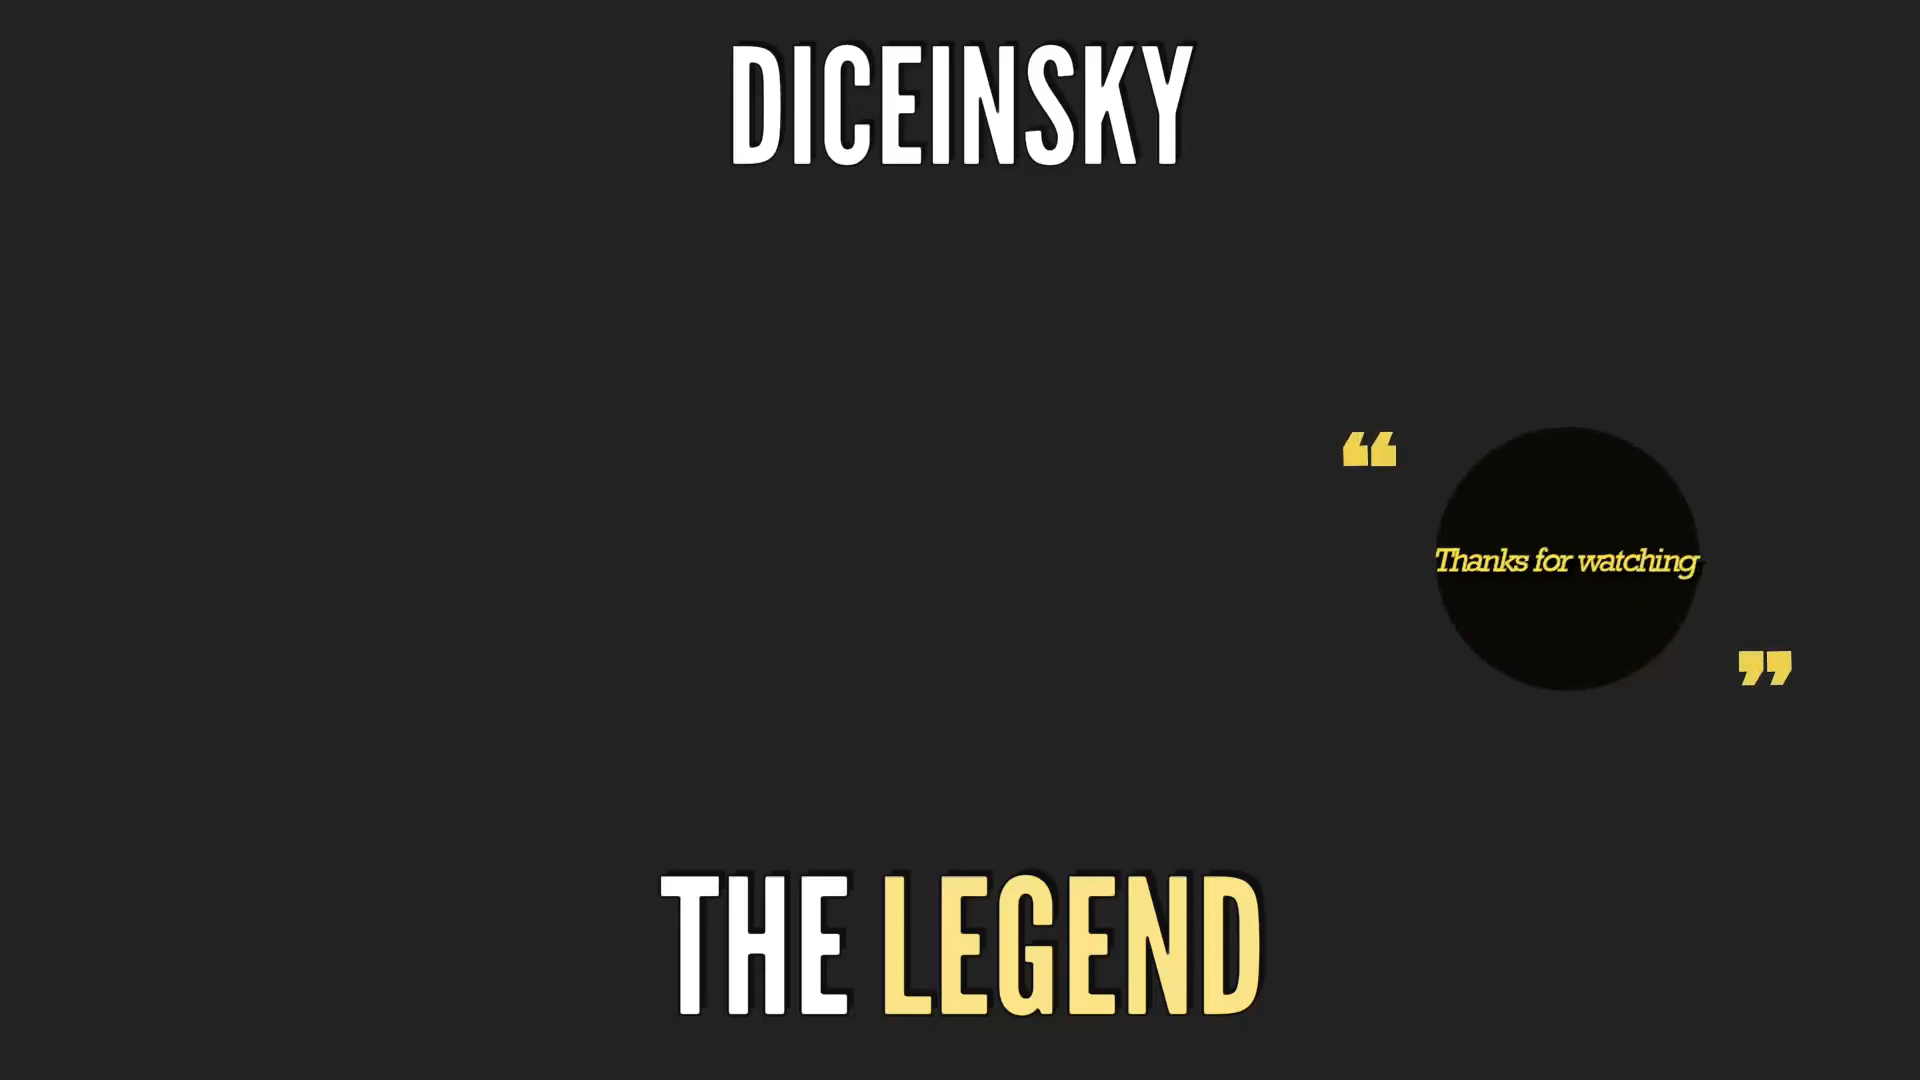 DICEINSKY
“
Thanks for watching
”
THE LEGEND